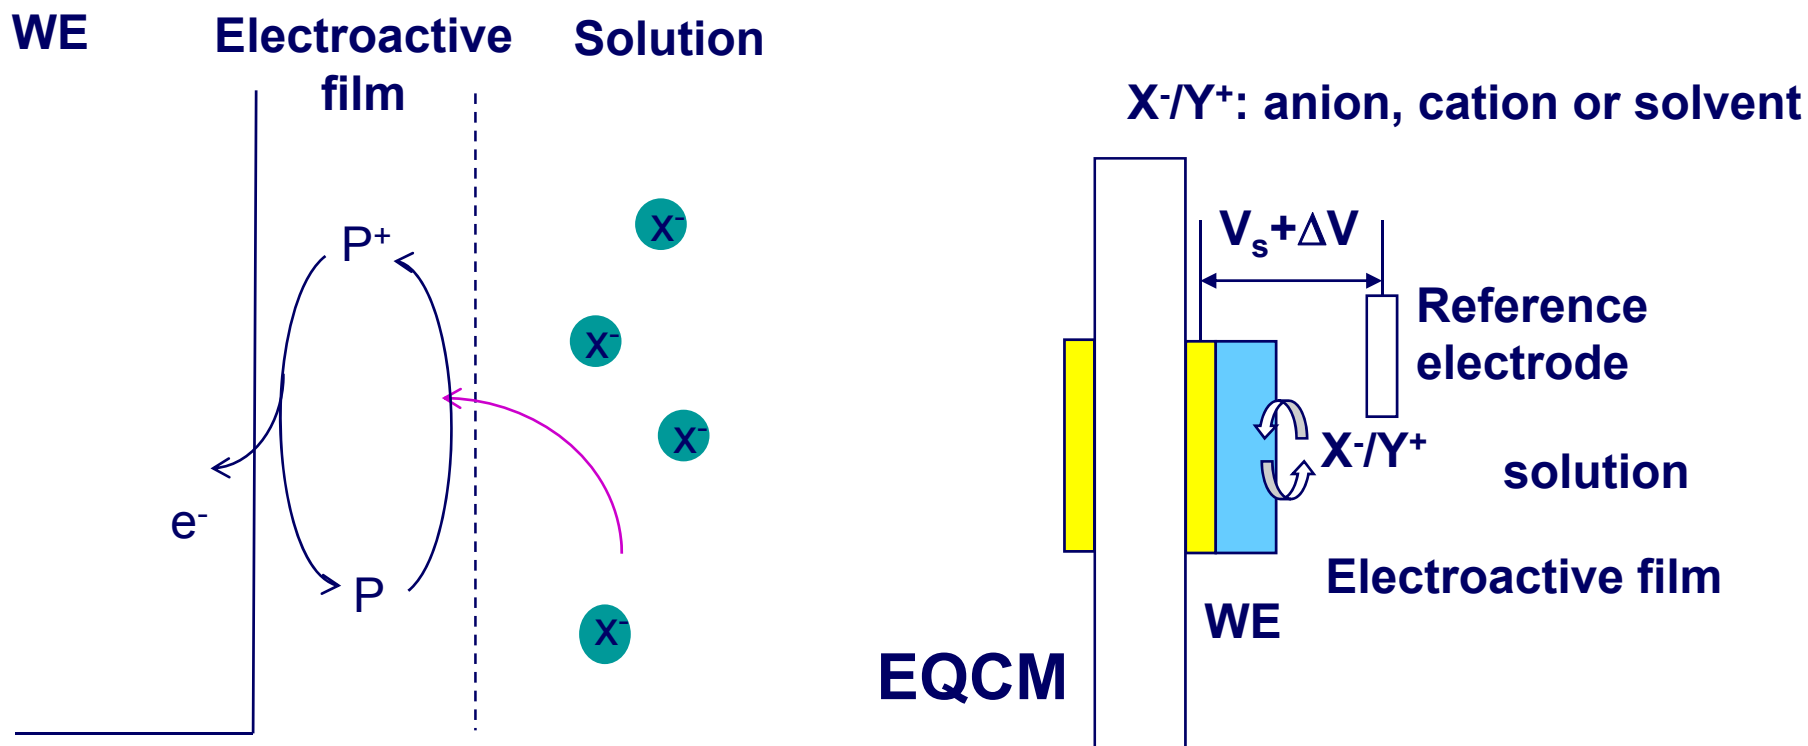 WE
Electroactive
film
Solution
P⁺
P
e⁻
x⁻
x⁻
x⁻
x⁻
X⁻/Y⁺: anion, cation or solvent
Vₛ+ΔV
Reference
electrode
X⁻/Y⁺
solution
Electroactive film
WE
EQCM